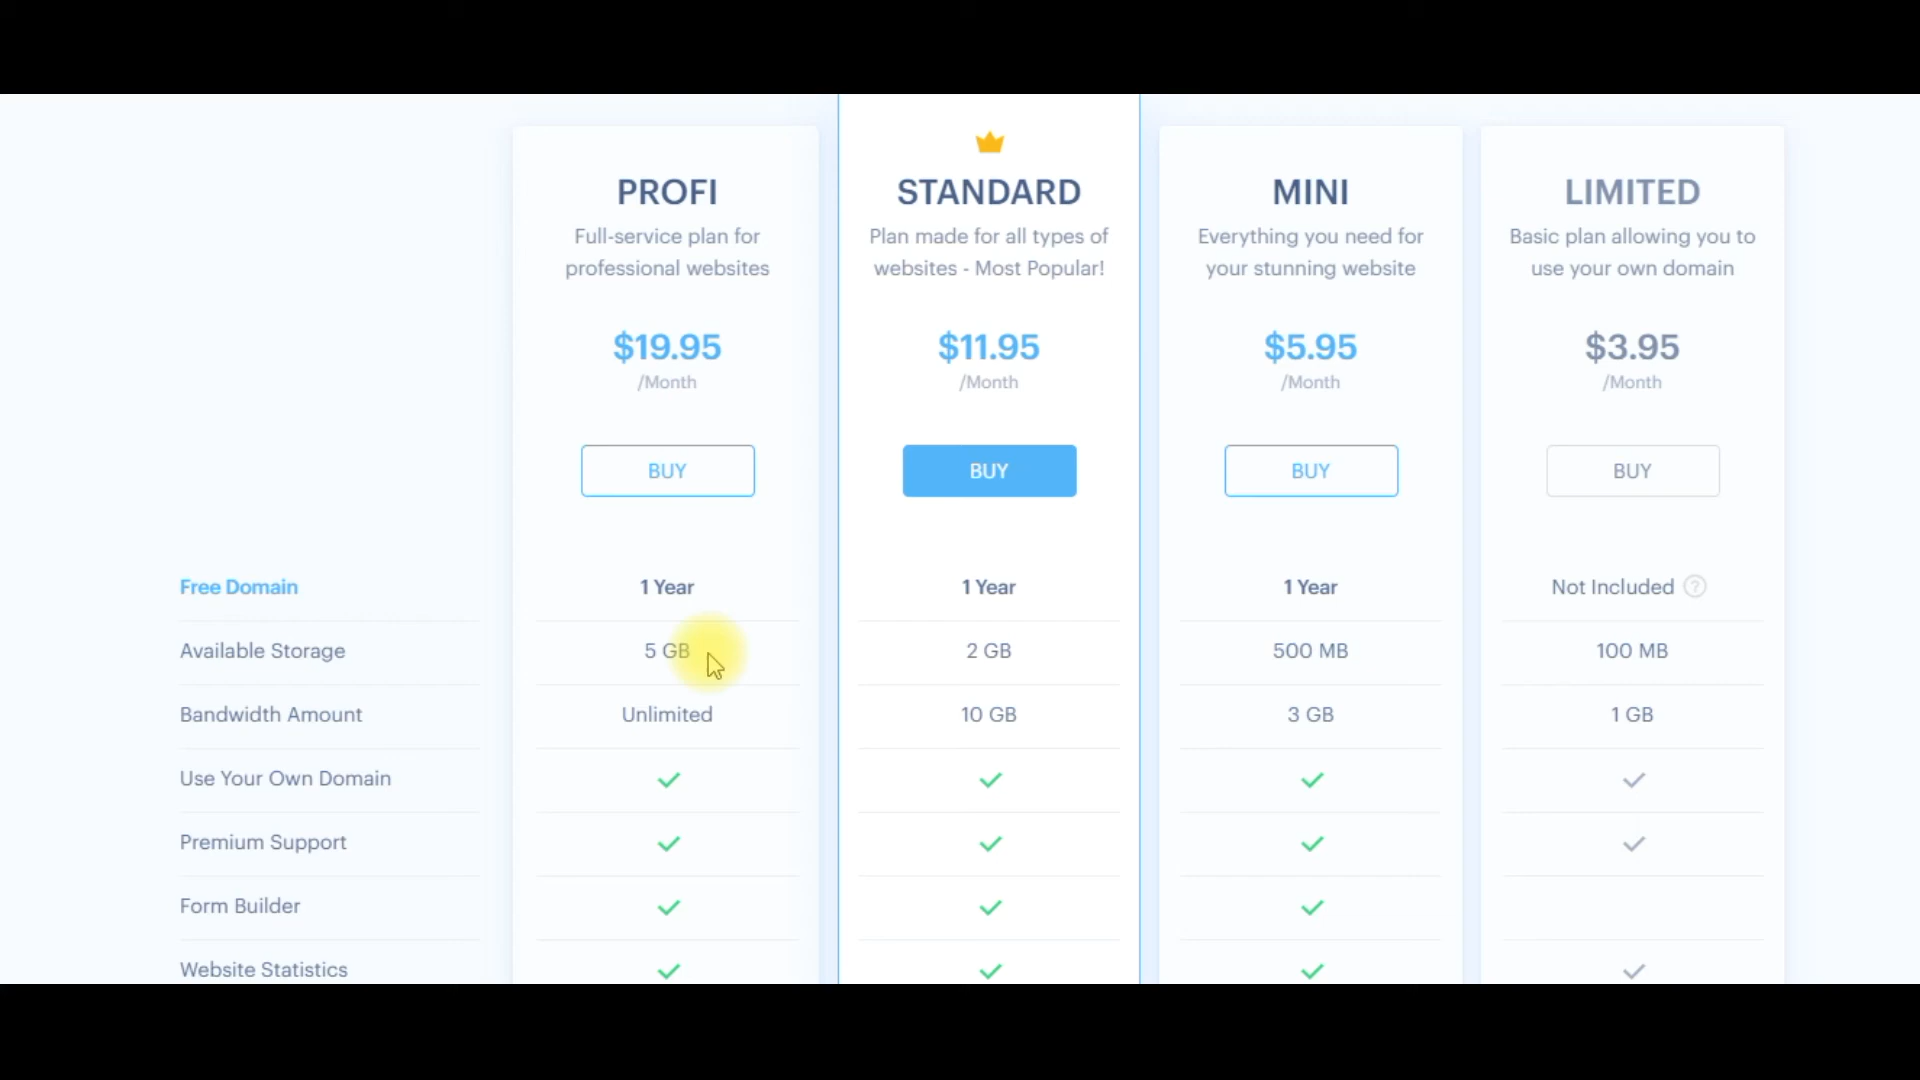 PROFI
Full-service plan for
professional websites
$19.95
/Month
BUY
STANDARD
Plan made for all types of
websites - Most Popular!
$11.95
/Month
BUY
MINI
Everything you need for
your stunning website
$5.95
/Month
BUY
LIMITED
Basic plan allowing you to
use your own domain
$3.95
/Month
BUY
Free Domain 1 Year 1 Year 1 Year Not Included ?
Available Storage 5 GB 2 GB 500 MB 100 MB
Bandwidth Amount Unlimited 10 GB 3 GB 1 GB
Use Your Own Domain
Premium Support
Form Builder
Website Statistics